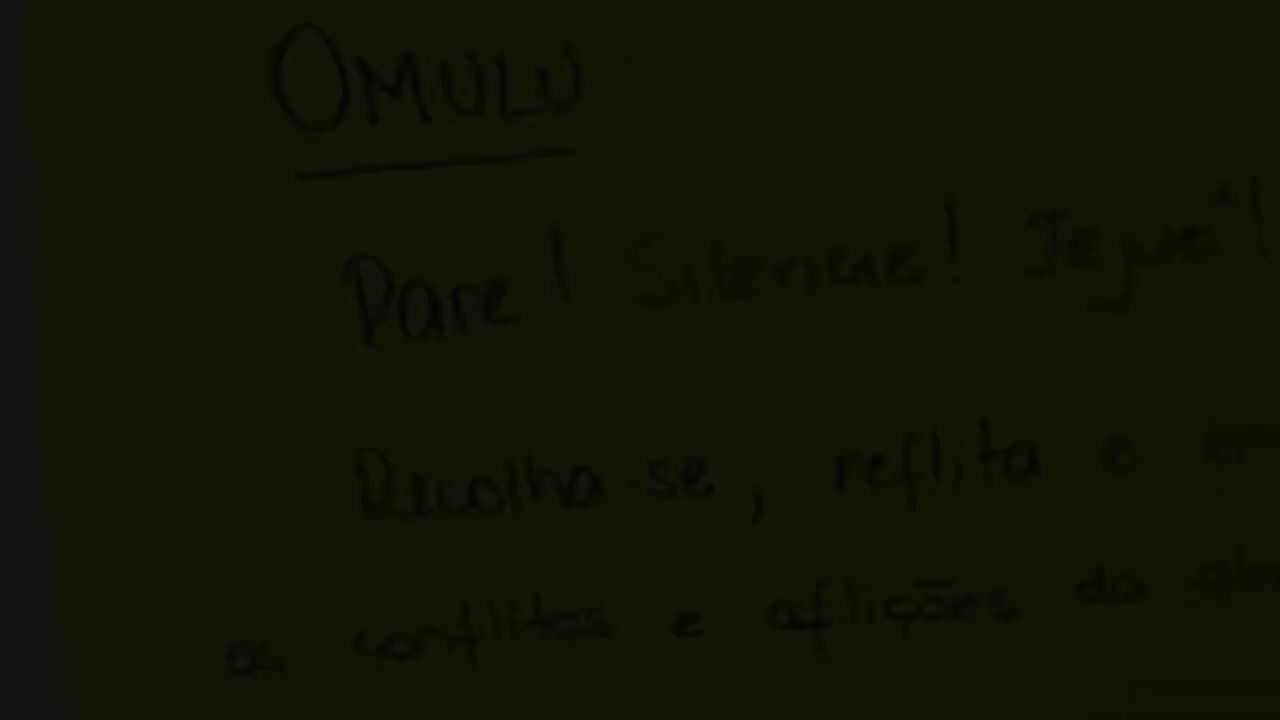 OMULU
Pare! Silencie! Jejue*!
Recolha-se, reflita e
os conflitos e aflições da